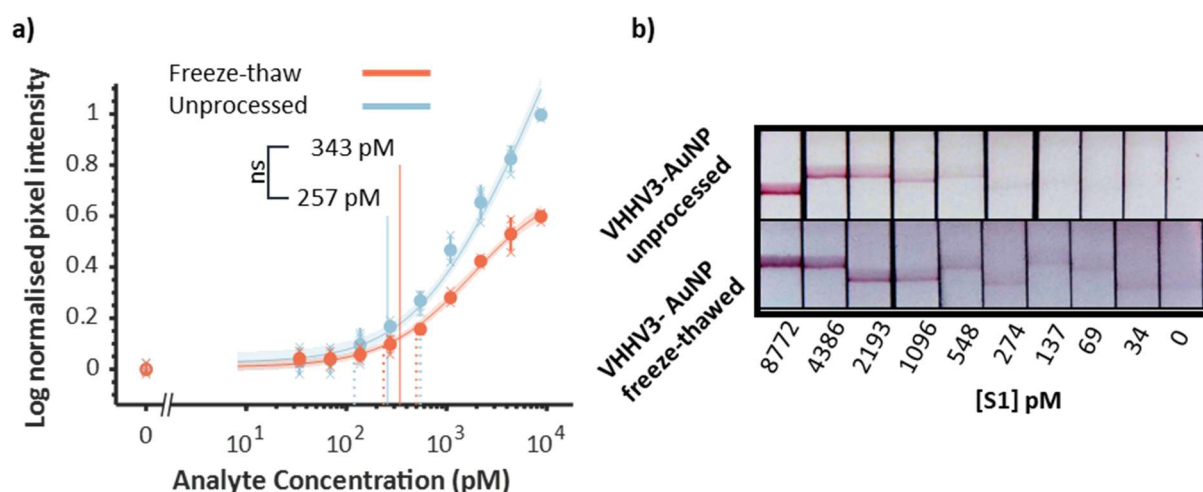 a)
Freeze-thaw
Unprocessed
343 pM
ns
257 pM
Log normalised pixel intensity
1
0.8
0.6
0.4
0.2
0
0
10¹
10²
10³
10⁴
Analyte Concentration (pM)
b)
VHHV3-AuNP
unprocessed
VHHV3- AuNP
freeze-thawed
8772
4386
2193
1096
548
274
137
69
34
0
[S1] pM